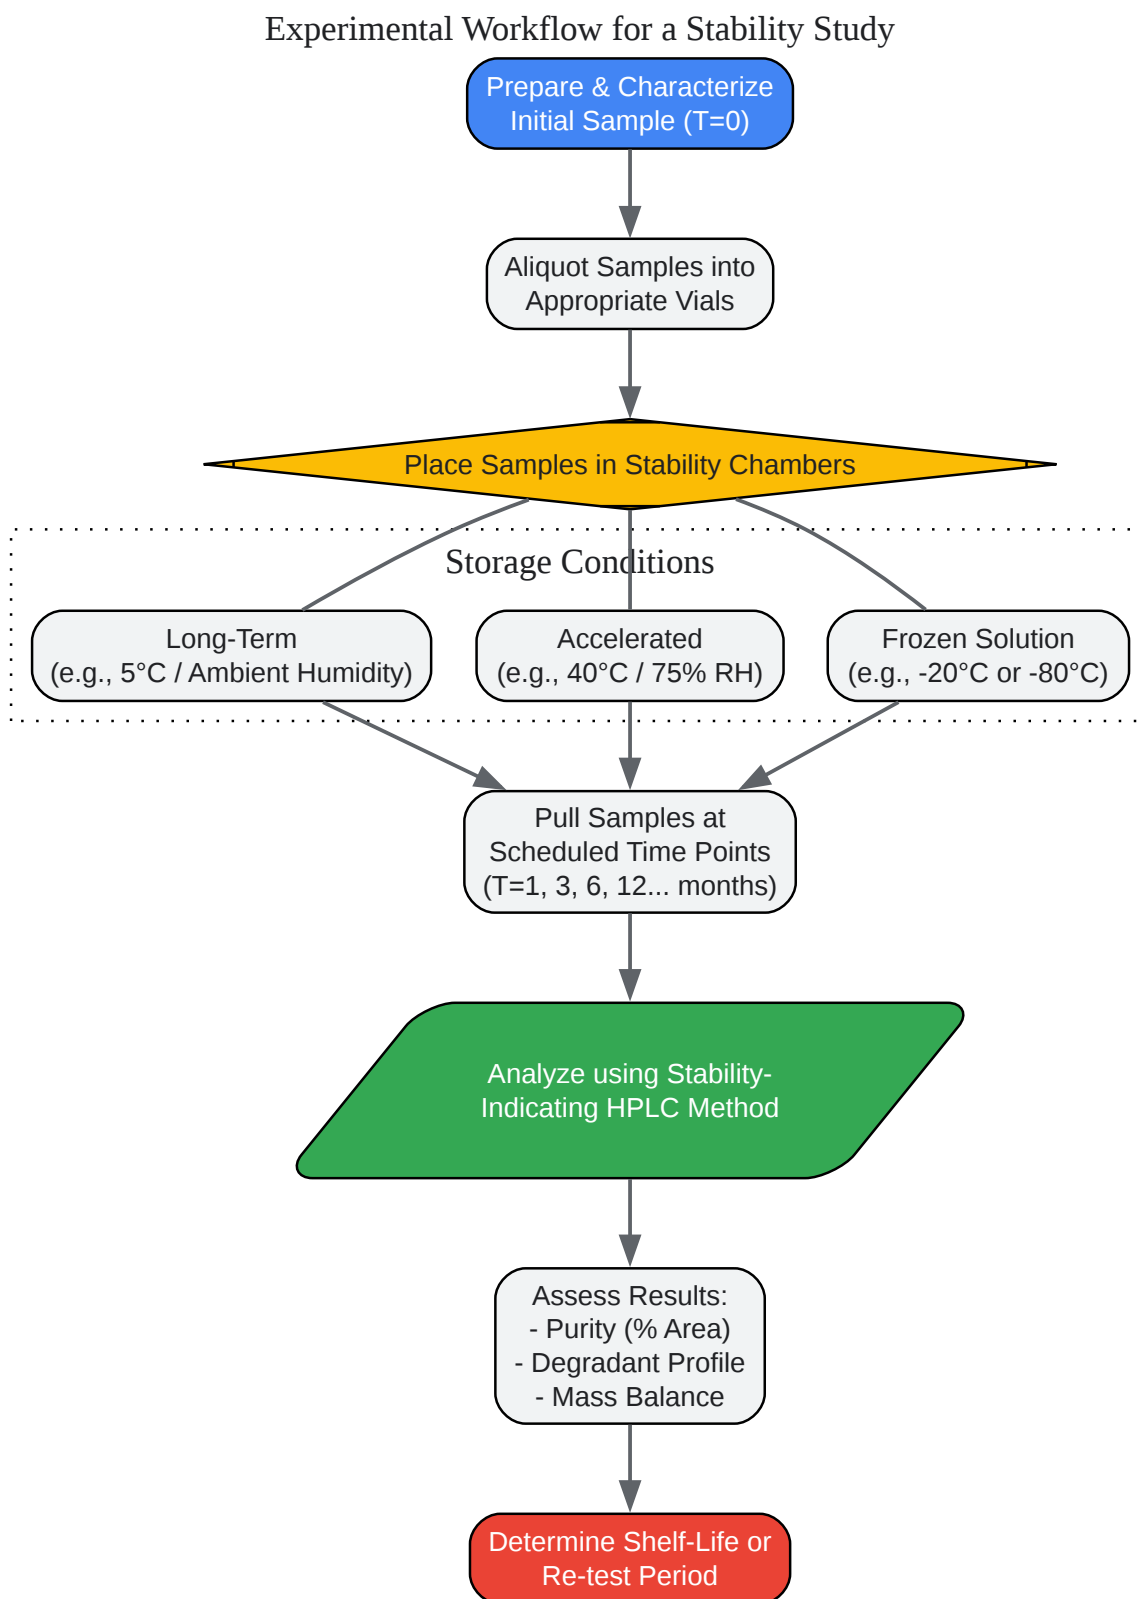 Experimental Workflow for a Stability Study
Prepare & Characterize
Initial Sample (T=0)
Aliquot Samples into
Appropriate Vials
Place Samples in Stability Chambers
Storage Conditions
Long-Term
(e.g., 5°C / Ambient Humidity)
Accelerated
(e.g., 40°C / 75% RH)
Frozen Solution
(e.g., -20°C or -80°C)
Pull Samples at
Scheduled Time Points
(T=1, 3, 6, 12... months)
Analyze using Stability-
Indicating HPLC Method
Assess Results:
- Purity (% Area)
- Degradant Profile
- Mass Balance
Determine Shelf-Life or
Re-test Period